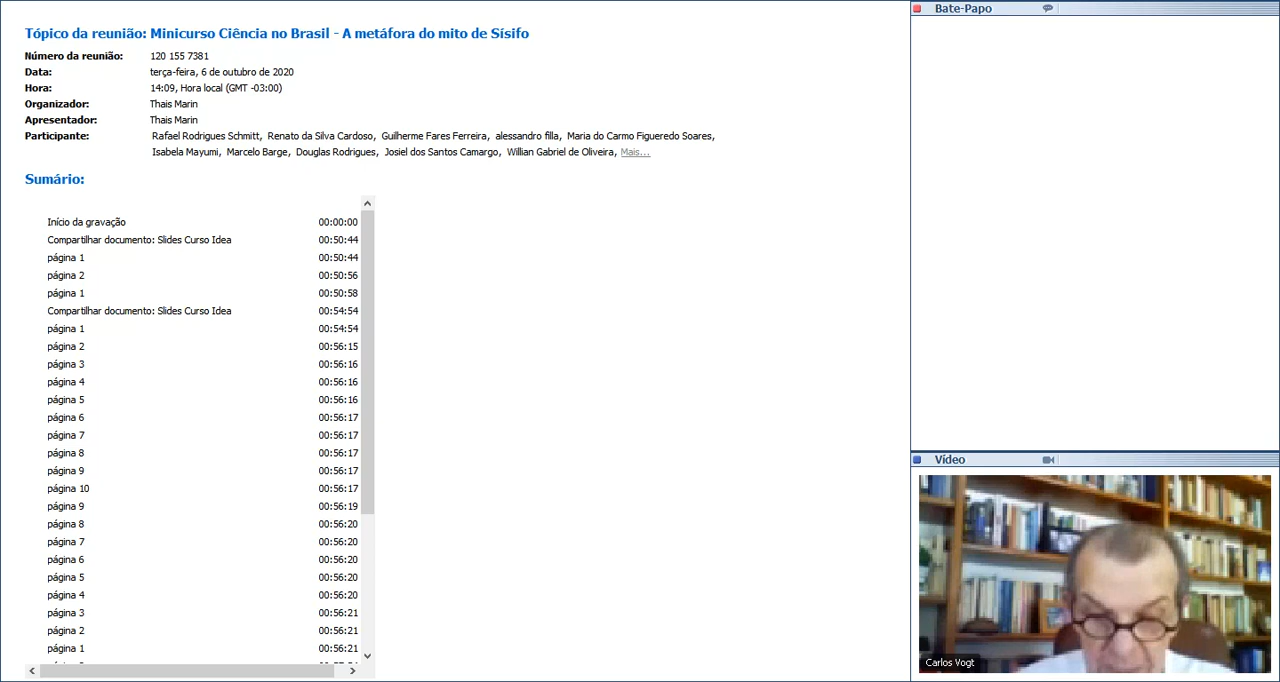 Tópico da reunião: Minicurso Ciência no Brasil - A metáfora do mito de Sísifo
Número da reunião: 120 155 7381
Data: terça-feira, 6 de outubro de 2020
Hora: 14:09, Hora local (GMT -03:00)
Organizador: Thais Marin
Apresentador: Thais Marin
Participante: Rafael Rodrigues Schmitt, Renato da Silva Cardoso, Guilherme Fares Ferreira, alessandro filla, Maria do Carmo Figueredo Soares,
Isabela Mayumi, Marcelo Barge, Douglas Rodrigues, Josiel dos Santos Camargo, Willian Gabriel de Oliveira, Mais...
Sumário:
Início da gravação 00:00:00
Compartilhar documento: Slides Curso Idea 00:50:44
página 1 00:50:44
página 2 00:50:56
página 1 00:50:58
Compartilhar documento: Slides Curso Idea 00:54:54
página 1 00:54:54
página 2 00:56:15
página 3 00:56:16
página 4 00:56:16
página 5 00:56:16
página 6 00:56:17
página 7 00:56:17
página 8 00:56:17
página 9 00:56:17
página 10 00:56:17
página 9 00:56:19
página 8 00:56:20
página 7 00:56:20
página 6 00:56:20
página 5 00:56:20
página 4 00:56:20
página 3 00:56:21
página 2 00:56:21
página 1 00:56:21
Bate-Papo
Vídeo
Carlos Vogt